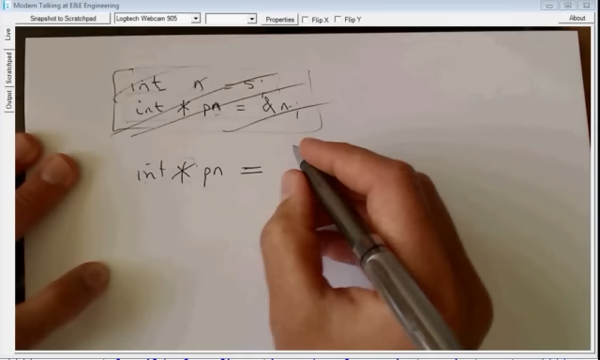 Modern Talking at E&E Engineering
Snapshot to Scratchpad
Logitech Webcam 905
Properties
Flip X
Flip Y
About
Live
Scratchpad
Output
int n = 5;
int * pn = &n;
int * pn =